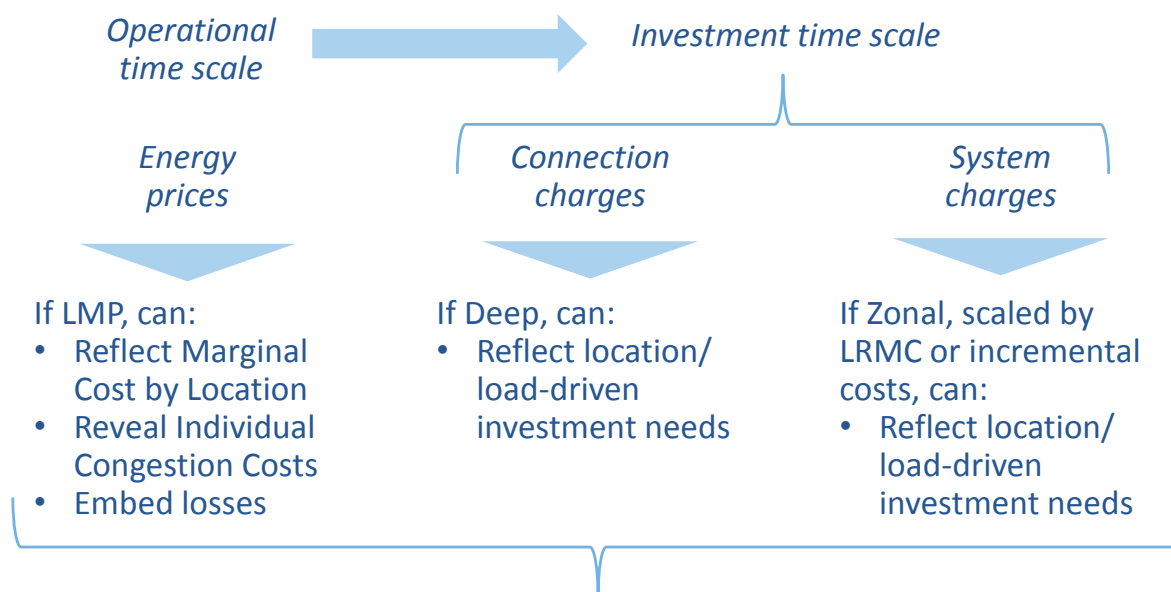 Operational
time scale
Investment time scale
Energy
prices
Connection
charges
System
charges
If LMP, can:
• Reflect Marginal
Cost by Location
• Reveal Individual
Congestion Costs
• Embed losses
If Deep, can:
• Reflect location/
load-driven
investment needs
If Zonal, scaled by
LRMC or incremental
costs, can:
• Reflect location/
load-driven
investment needs